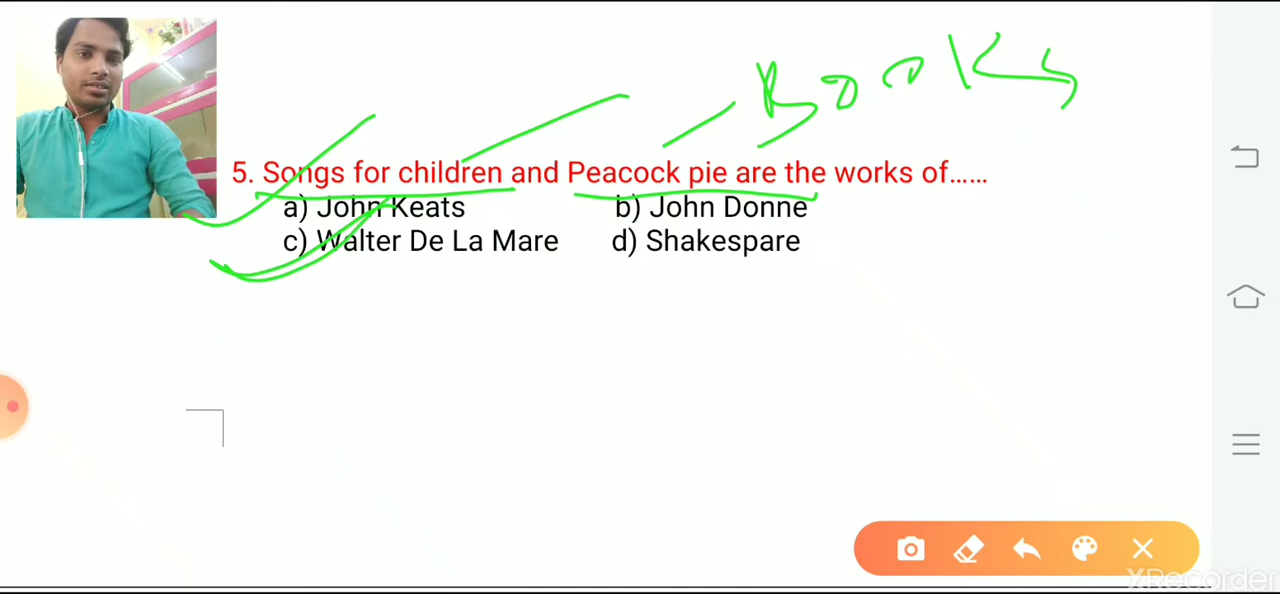 Books
5. Songs for children and Peacock pie are the works of......
a) John Keats b) John Donne
c) Walter De La Mare d) Shakespare
XRecorder